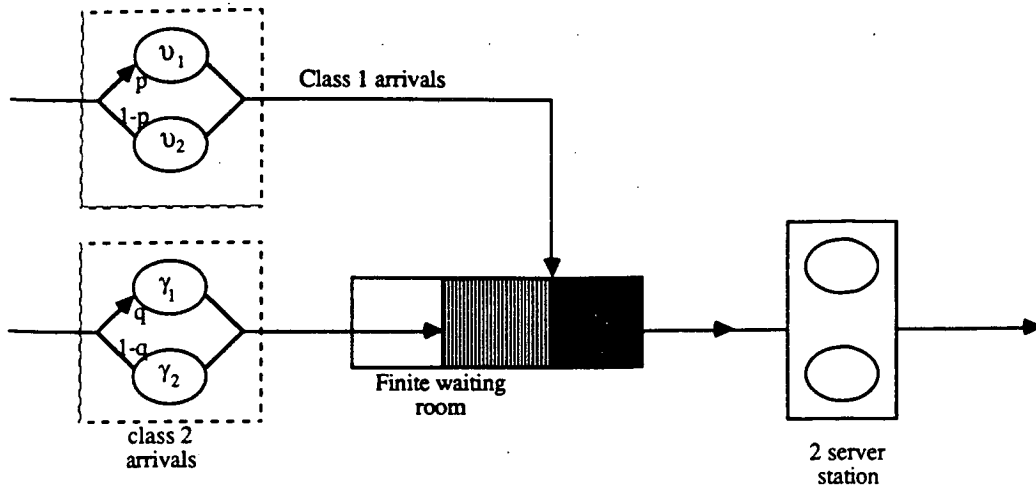 υ1
p
Class 1 arrivals
1-p
υ2
γ1
q
1-q
γ2
Finite waiting
room
class 2
arrivals
2 server
station